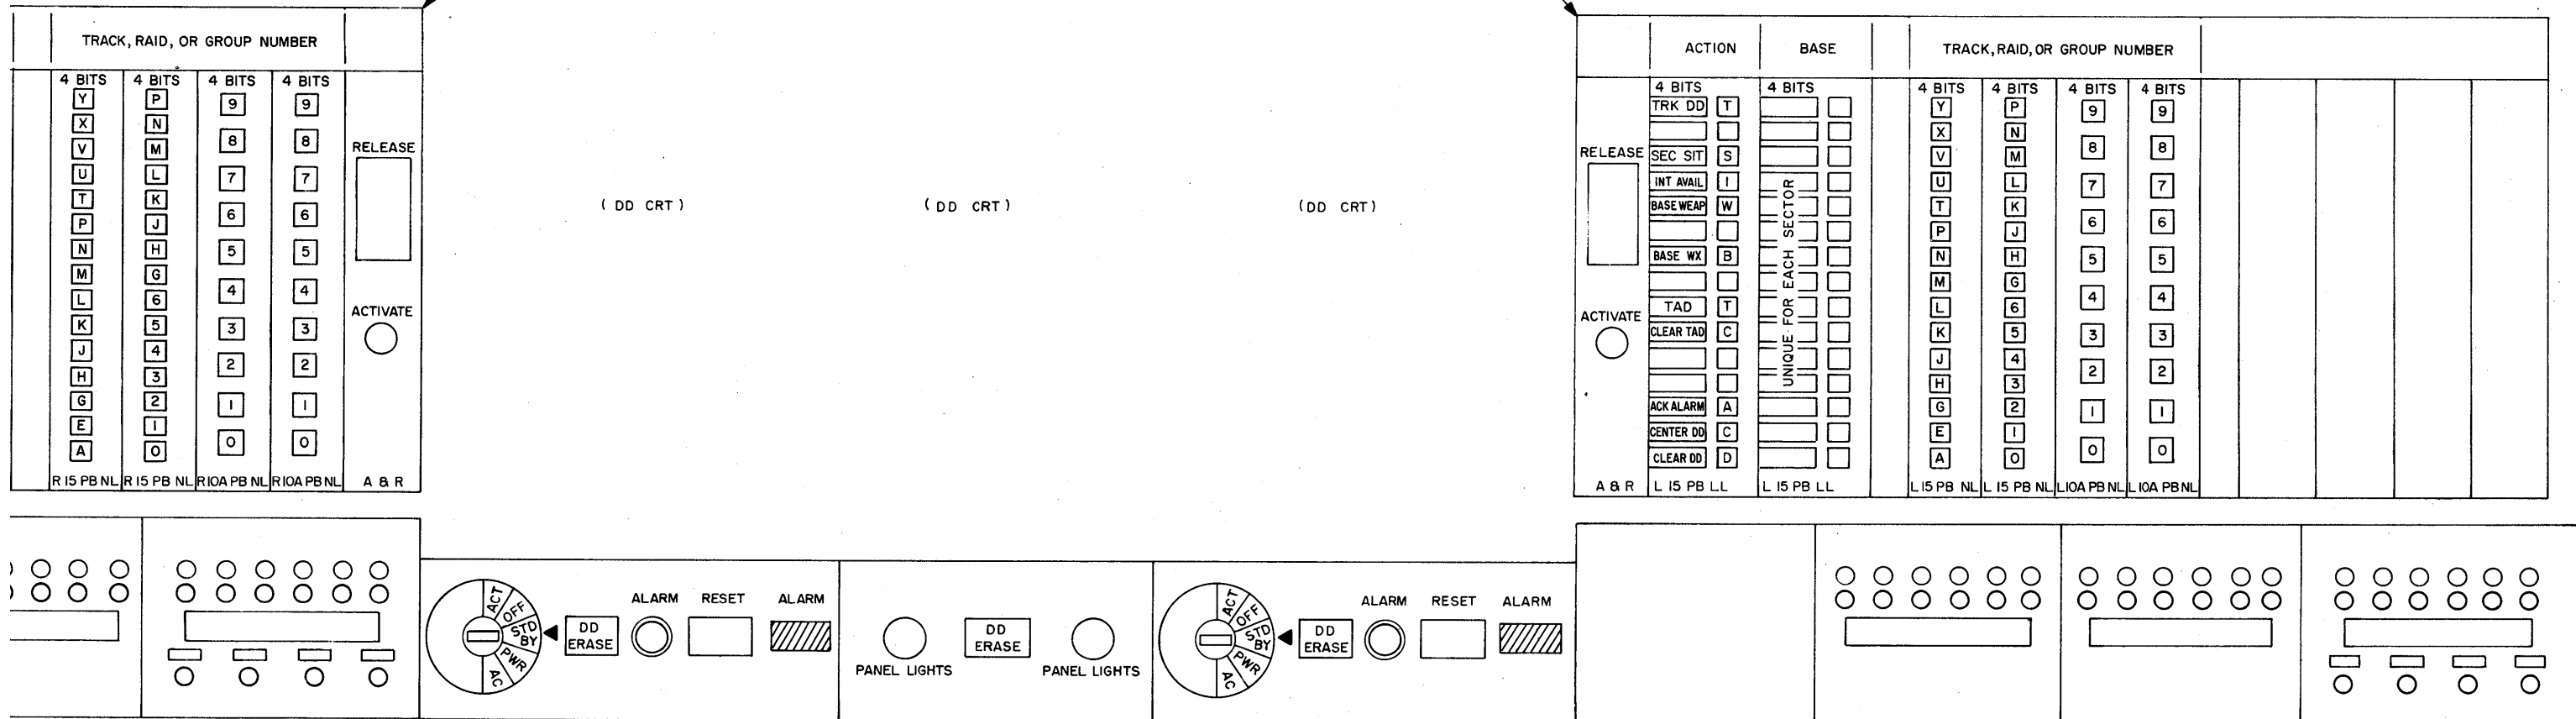 TRACK, RAID, OR GROUP NUMBER
4 BITS 4 BITS 4 BITS 4 BITS
Y P 9 9
X N
V M 8 8
U L 7 7
T K
P J 6 6
N H 5 5
M G
L 6 4 4
K 5 3 3
J 4
H 3 2 2
G 2 1 1
E 1
A 0 0 0
R 15 PB NL R 15 PB NL R 10A PB NL R 10A PB NL
RELEASE
ACTIVATE
A & R
( DD CRT )
( DD CRT )
( DD CRT )
RELEASE
ACTIVATE
A & R
ACTION
4 BITS
TRK DD T
SEC SIT S
INT AVAIL I
BASE WEAP W
BASE WX B
TAD T
CLEAR TAD C
ACK ALARM A
CENTER DD C
CLEAR DD D
L 15 PB LL
BASE
4 BITS
UNIQUE FOR EACH SECTOR
L 15 PB LL
TRACK, RAID, OR GROUP NUMBER
4 BITS 4 BITS 4 BITS 4 BITS
Y P 9 9
X N
V M 8 8
U L 7 7
T K
P J 6 6
N H 5 5
M G
L 6 4 4
K 5 3 3
J 4
H 3 2 2
G 2 1 1
E 1
A 0 0 0
L 15 PB NL L 15 PB NL L 10A PB NL L 10A PB NL
ACT
OFF
STD
BY
PWR
AC
DD
ERASE
ALARM
RESET
ALARM
PANEL LIGHTS
DD
ERASE
PANEL LIGHTS
ACT
OFF
STD
BY
PWR
AC
DD
ERASE
ALARM
RESET
ALARM